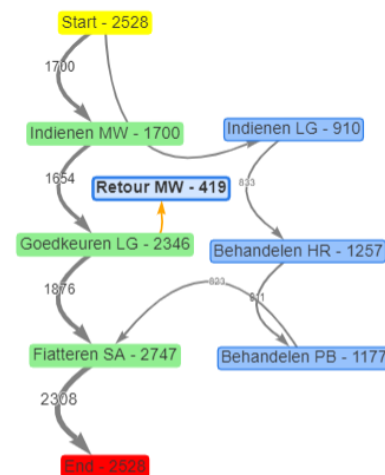 Start - 2528
1700
Indienen MW - 1700
Indienen LG - 910
1654
833
Retour MW - 419
Goedkeuren LG - 2346
Behandelen HR - 1257
1876
823
911
Fiatteren SA - 2747
Behandelen PB - 1177
2308
End - 2528